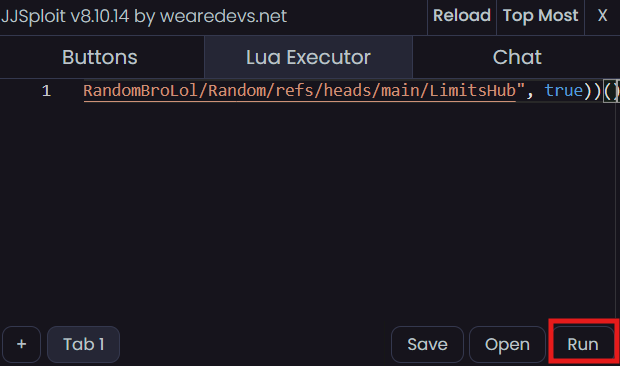 JJSploit v8.10.14 by wearedevs.net Reload Top Most X
Buttons Lua Executor Chat
1 RandomBroLol/Random/refs/heads/main/LimitsHub", true))()
+ Tab 1 Save Open Run